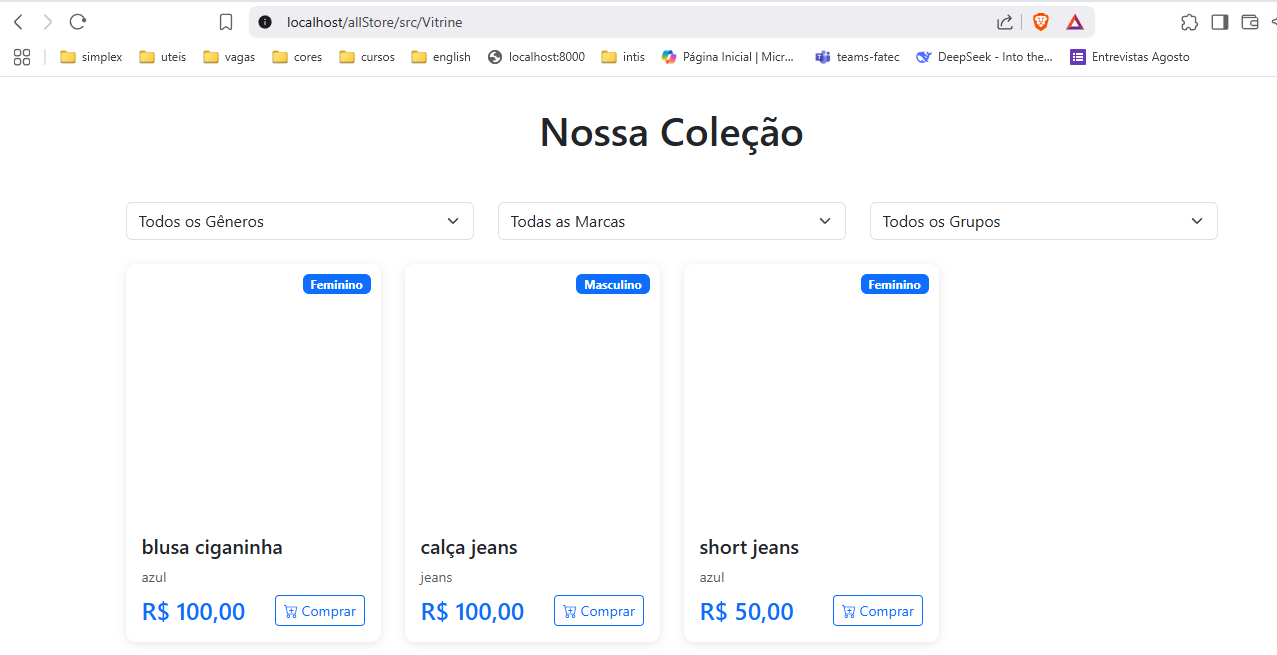 localhost/allStore/src/Vitrine
simplex uteis vagas cores cursos english localhost:8000 intis Página Inicial | Micr... teams-fatec DeepSeek - Into the... Entrevistas Agosto
Nossa Coleção
Todos os Gêneros Todas as Marcas Todos os Grupos
Feminino Masculino Feminino
blusa ciganinha calça jeans short jeans
azul jeans azul
R$ 100,00 Comprar R$ 100,00 Comprar R$ 50,00 Comprar